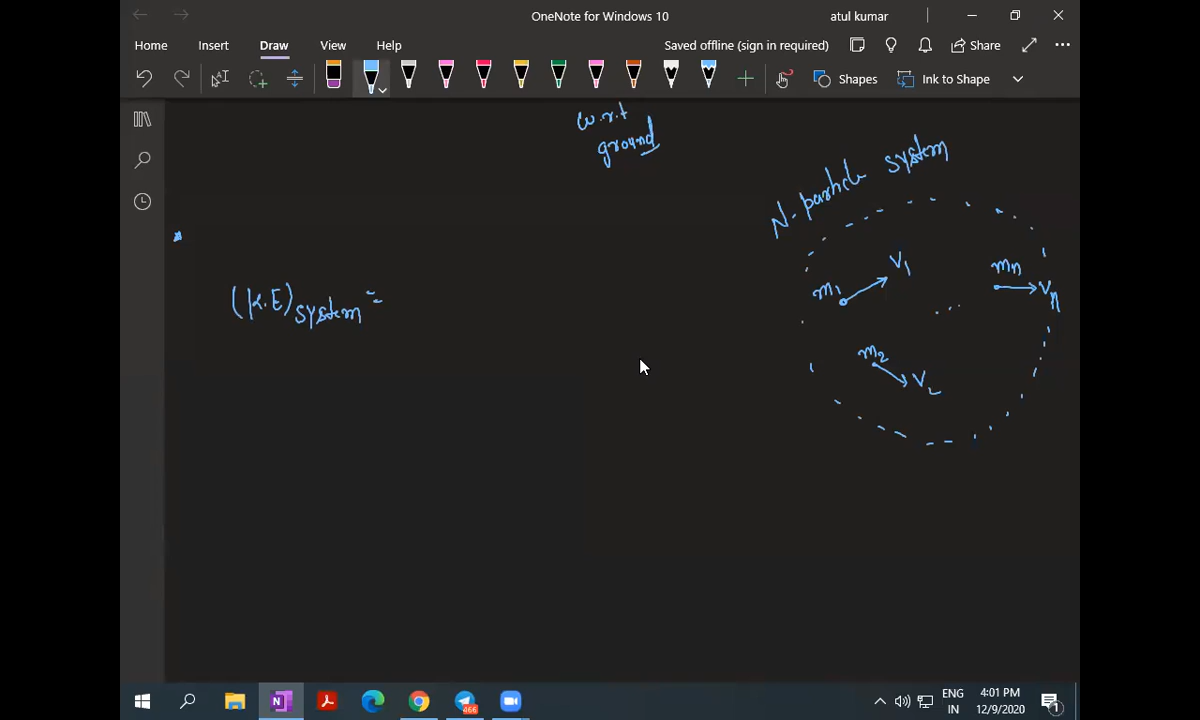 OneNote for Windows 10
atul kumar
Home Insert Draw View Help
Saved offline (sign in required)
Share
Shapes
Ink to Shape
w.r.t
ground
N-particle system
(K.E)system =
m1 V1
mn Vn
m2 V2
466
ENG
IN
4:01 PM
12/9/2020
1